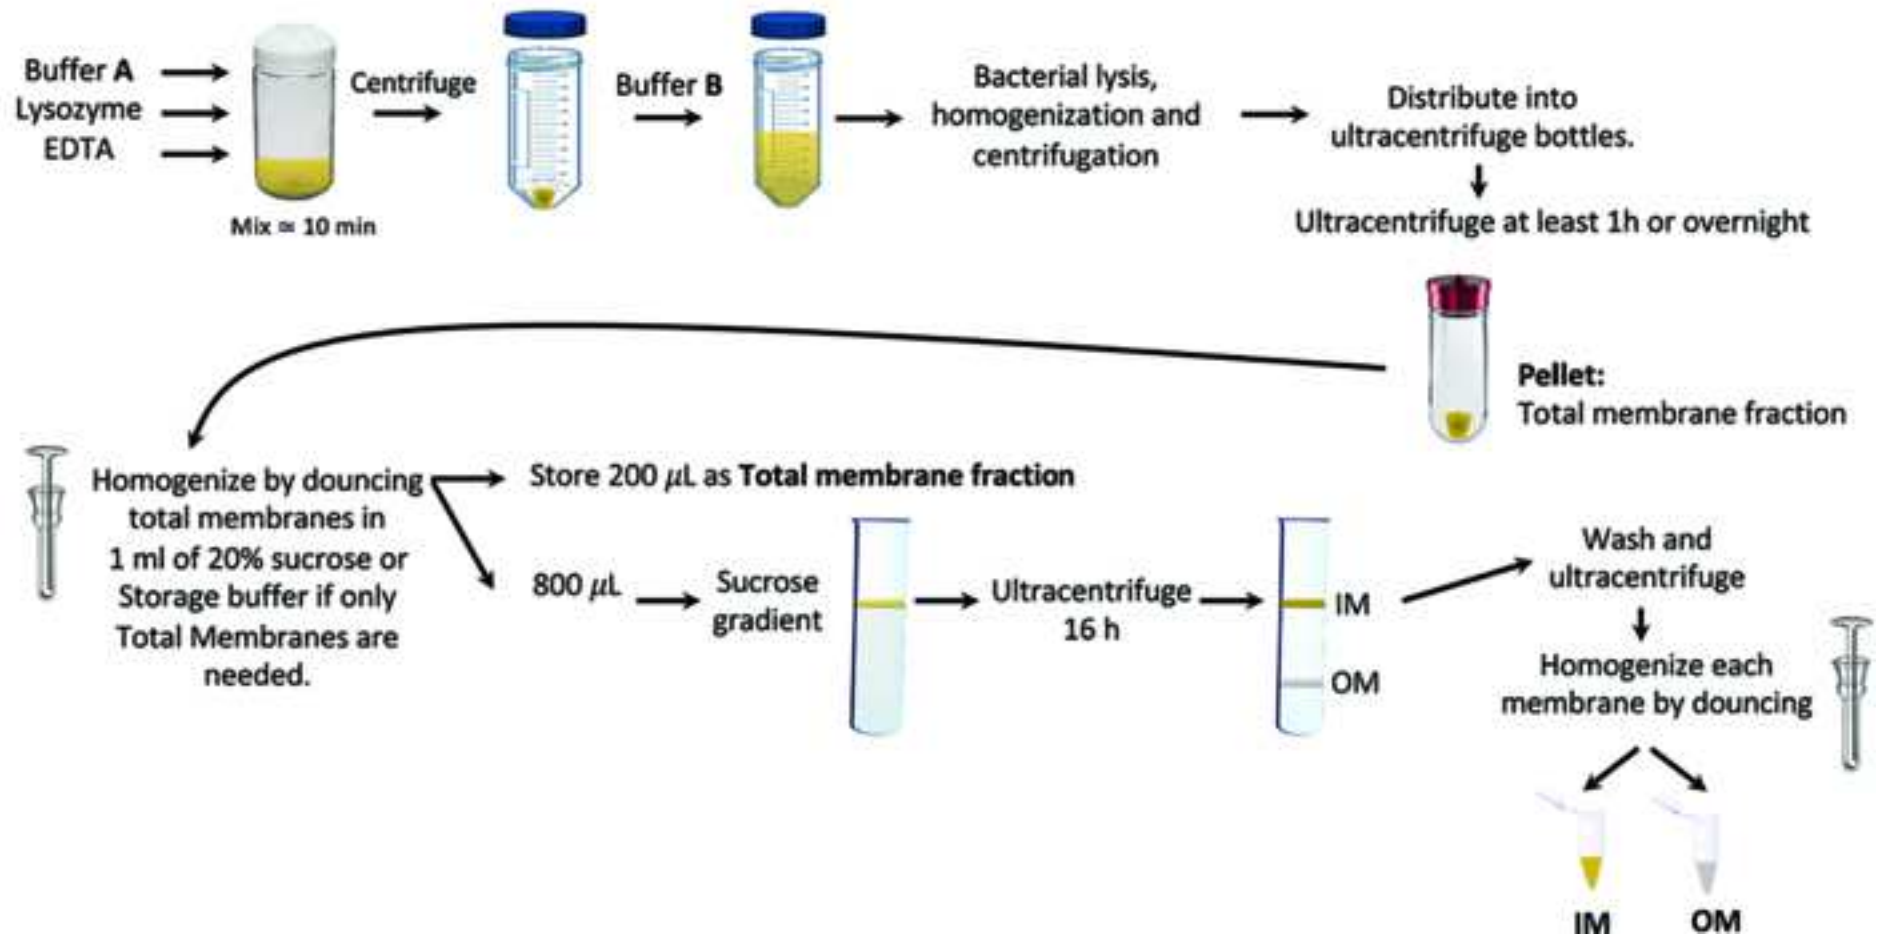 Buffer A
Lysozyme
EDTA
Mix ≃ 10 min
Centrifuge
Buffer B
Bacterial lysis,
homogenization and
centrifugation
Distribute into
ultracentrifuge bottles.
Ultracentrifuge at least 1h or overnight
Pellet:
Total membrane fraction
Homogenize by douncing
total membranes in
1 ml of 20% sucrose or
Storage buffer if only
Total Membranes are
needed.
Store 200 µL as Total membrane fraction
800 µL
Sucrose
gradient
Ultracentrifuge
16 h
IM
OM
Wash and
ultracentrifuge
Homogenize each
membrane by douncing
IM
OM